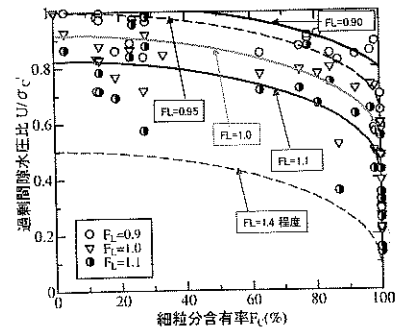 FL=0.90
FL=0.95
FL=1.0
FL=1.1
FL=1.4 程度
○ FL=0.9
▽ FL=1.0
◐ FL=1.1
過剰間隙水圧比 U/σc'
1
0.8
0.6
0.4
0.2
0
0 20 40 60 80 100
細粒分含有率Fc(%)